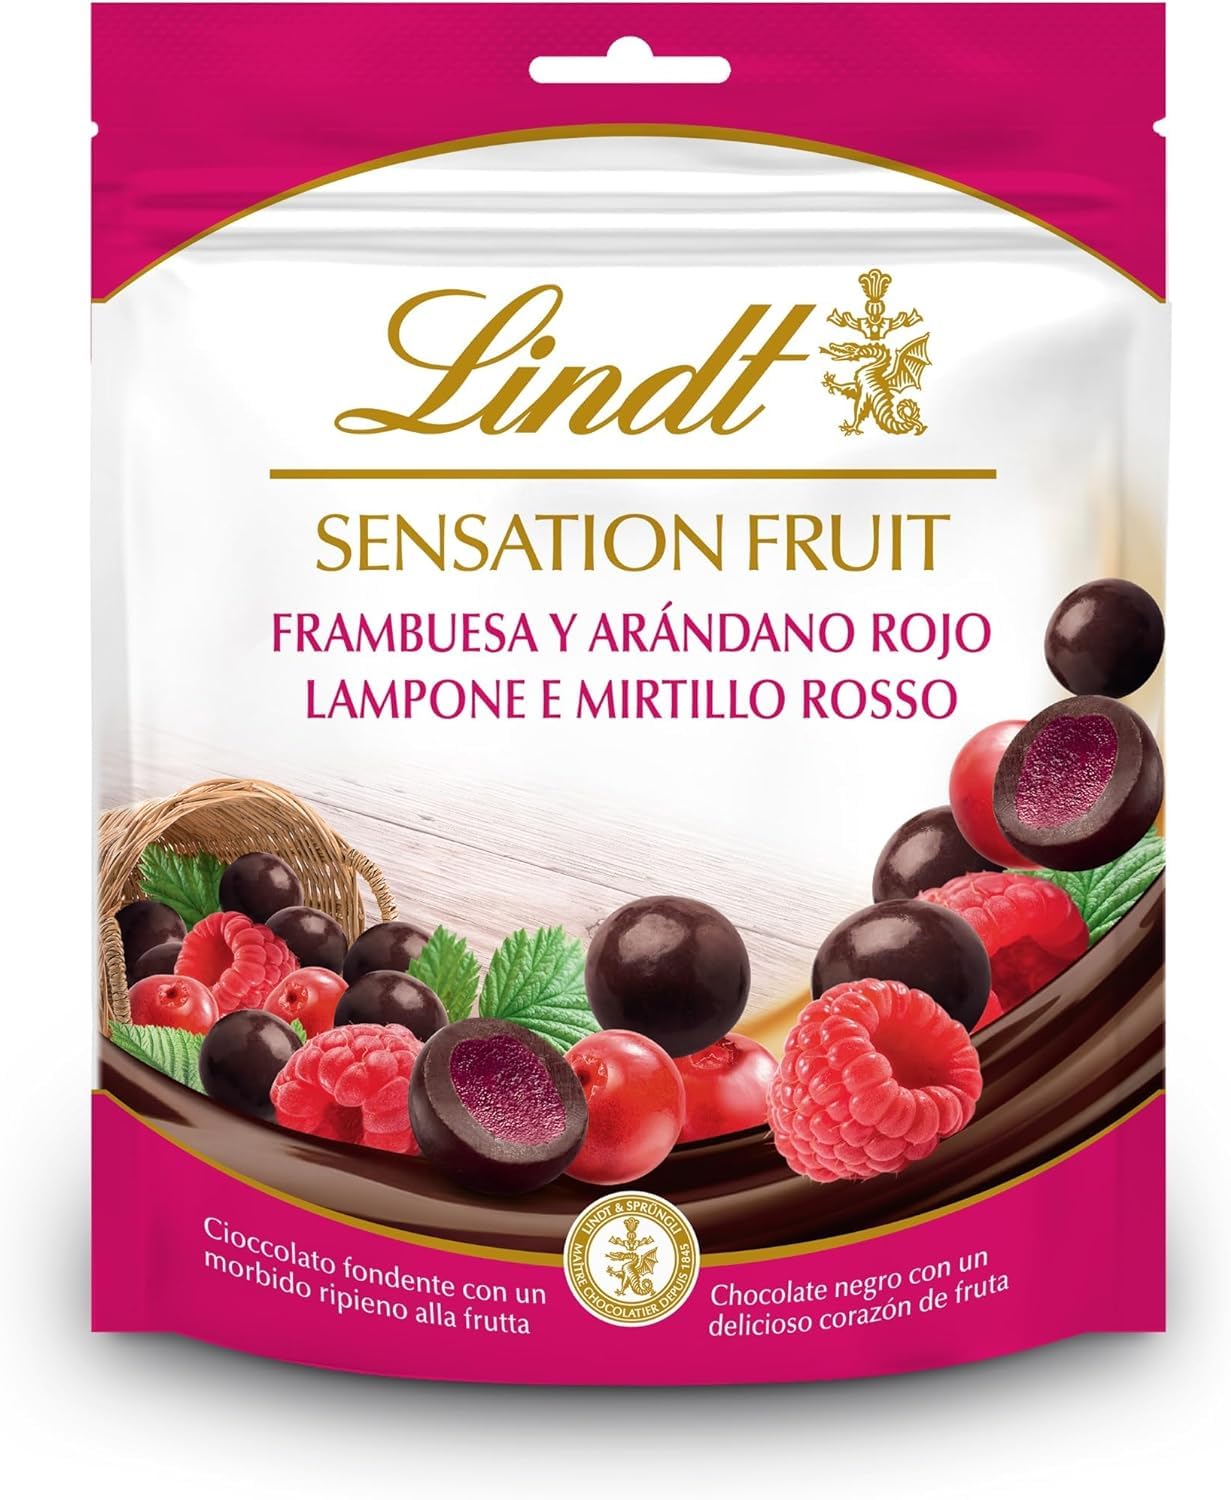 Lindt
SENSATION FRUIT
FRAMBUESA Y ARÁNDANO ROJO
LAMPONE E MIRTILLO ROSSO
Cioccolato fondente con un
morbido ripieno alla frutta
LINDT & SPRÜNGLI
MAÎTRE CHOCOLATIER DEPUIS 1845
Chocolate negro con un
delicioso corazón de fruta